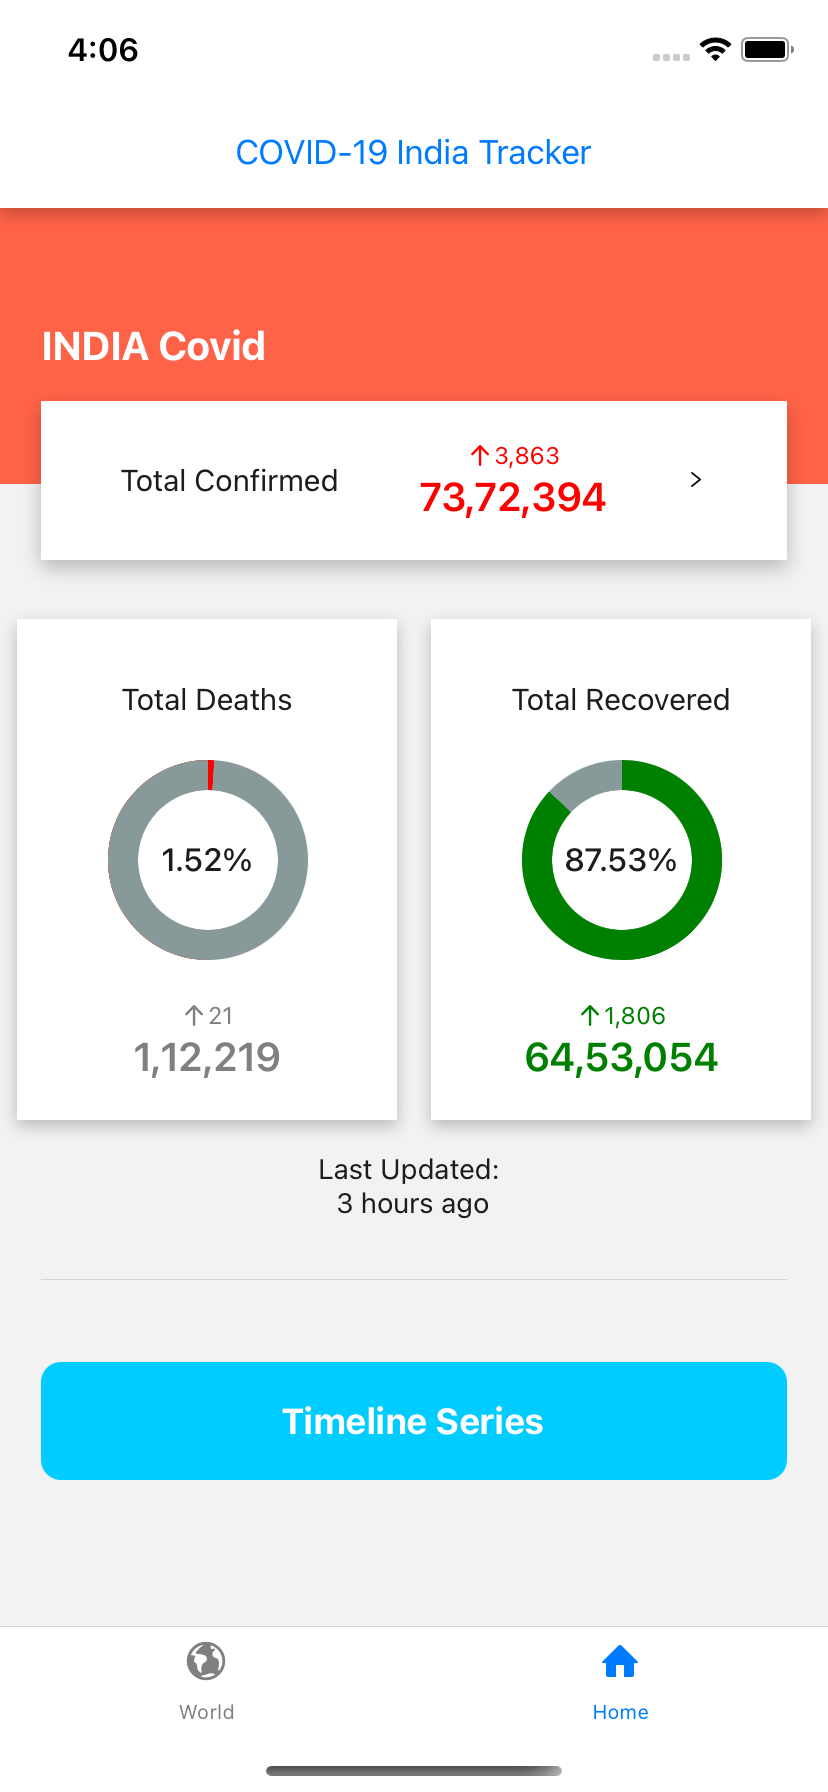 4:06
COVID-19 India Tracker
INDIA Covid
Total Confirmed
↑3,863
73,72,394
Total Deaths
1.52%
↑21
1,12,219
Total Recovered
87.53%
↑1,806
64,53,054
Last Updated:
3 hours ago
Timeline Series
World
Home